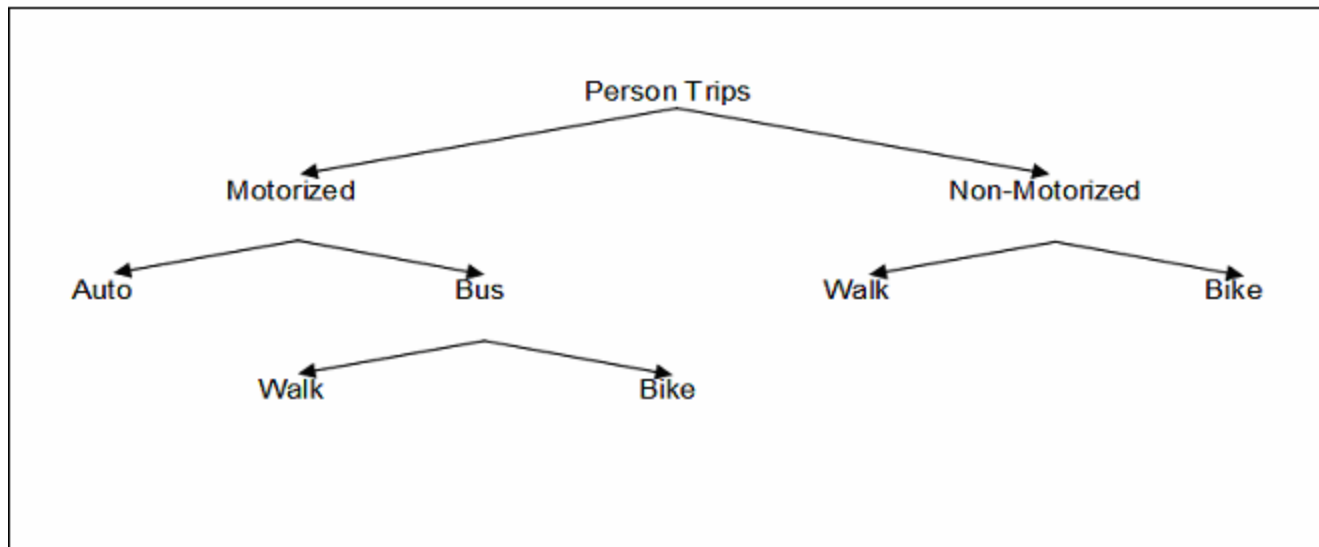 Person Trips
Motorized
Non-Motorized
Auto
Bus
Walk
Bike
Walk
Bike